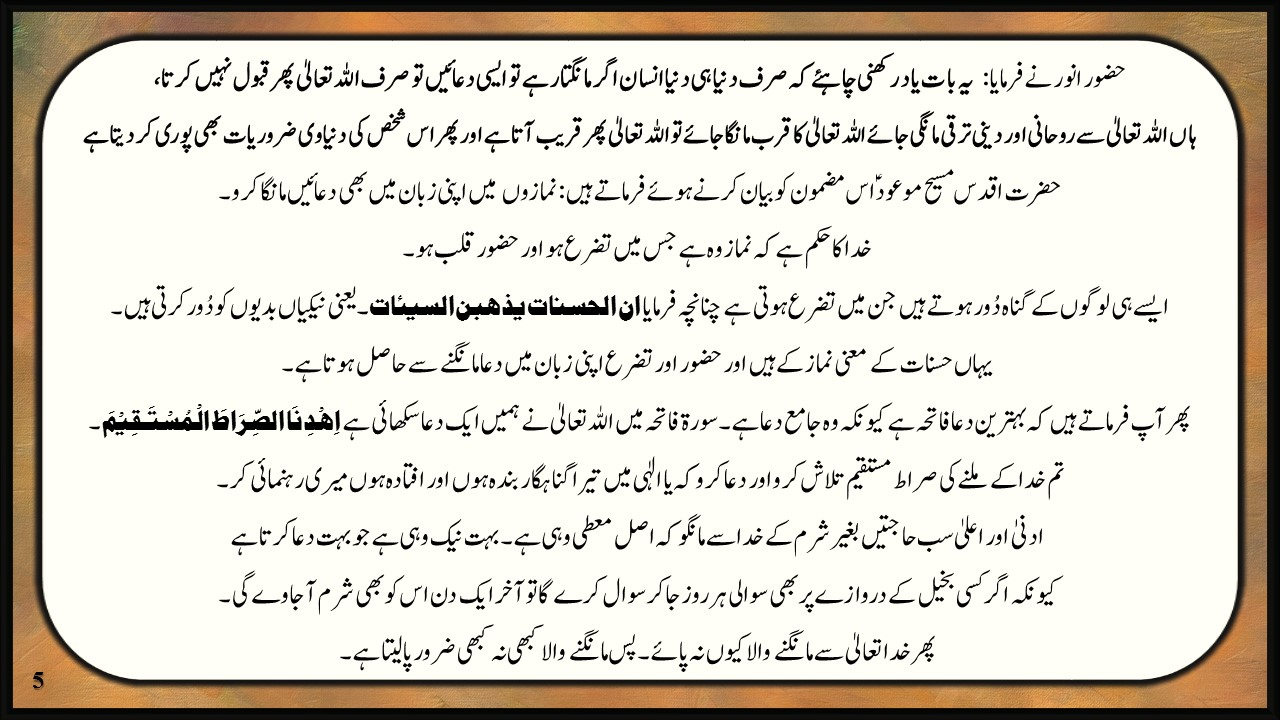 حضور انور نے فرمایا: یہ بات یاد رکھنی چاہئے کہ صرف دنیا ہی دنیا انسان اگر مانگتا رہے تو ایسی دعائیں تو صرف اللہ تعالیٰ پھر قبول نہیں کرتا،
ہاں اللہ تعالیٰ سے روحانی اور دینی ترقی مانگی جائے اللہ تعالیٰ کا قرب مانگا جائے تو اللہ تعالیٰ پھر قریب آتا ہے اور پھر اس شخص کی دنیاوی ضروریات بھی پوری کر دیتا ہے
حضرت اقدس مسیح موعودؑ اس مضمون کو بیان کرتے ہوئے فرماتے ہیں: نمازوں میں اپنی زبان میں بھی دعائیں مانگا کرو۔
خدا کا حکم ہے کہ نماز وہ ہے جس میں تضرع ہو اور حضور قلب ہو۔
ایسے ہی لوگوں کے گناہ دُور ہوتے ہیں جن میں تضرع ہوتی ہے چنانچہ فرمایا ان الحسنات یذھبن السیئات۔ یعنی نیکیاں بدیوں کو دُور کرتی ہیں۔
یہاں حسنات کے معنی نماز کے ہیں اور حضور اور تضرع اپنی زبان میں دعا مانگنے سے حاصل ہوتا ہے۔
پھر آپ فرماتے ہیں کہ بہترین دعا فاتحہ ہے کیونکہ وہ جامع دعا ہے۔ سورۃ فاتحہ میں اللہ تعالیٰ نے ہمیں ایک دعا سکھائی ہے اِهْدِنَا الصِّرَاطَ الْمُسْتَقِيْمَ۔
تم خدا کے ملنے کی صراط مستقیم تلاش کرو اور دعا کرو کہ یا الٰہی میں تیرا گناہگار بندہ ہوں اور افتادہ ہوں میری رہنمائی کر۔
ادنیٰ اور اعلیٰ سب حاجتیں بغیر شرم کے خدا سے مانگو کہ اصل معطی وہی ہے۔ بہت نیک وہی ہے جو بہت دعا کرتا ہے
کیونکہ اگر کسی بخیل کے دروازے پر بھی سوالی ہر روز جا کر سوال کرے گا تو آخر ایک دن اس کو بھی شرم آ جاوے گی۔
پھر خدا تعالیٰ سے مانگنے والا کیوں نہ پائے۔ پس مانگنے والا کبھی نہ کبھی ضرور پا لیتا ہے۔
5